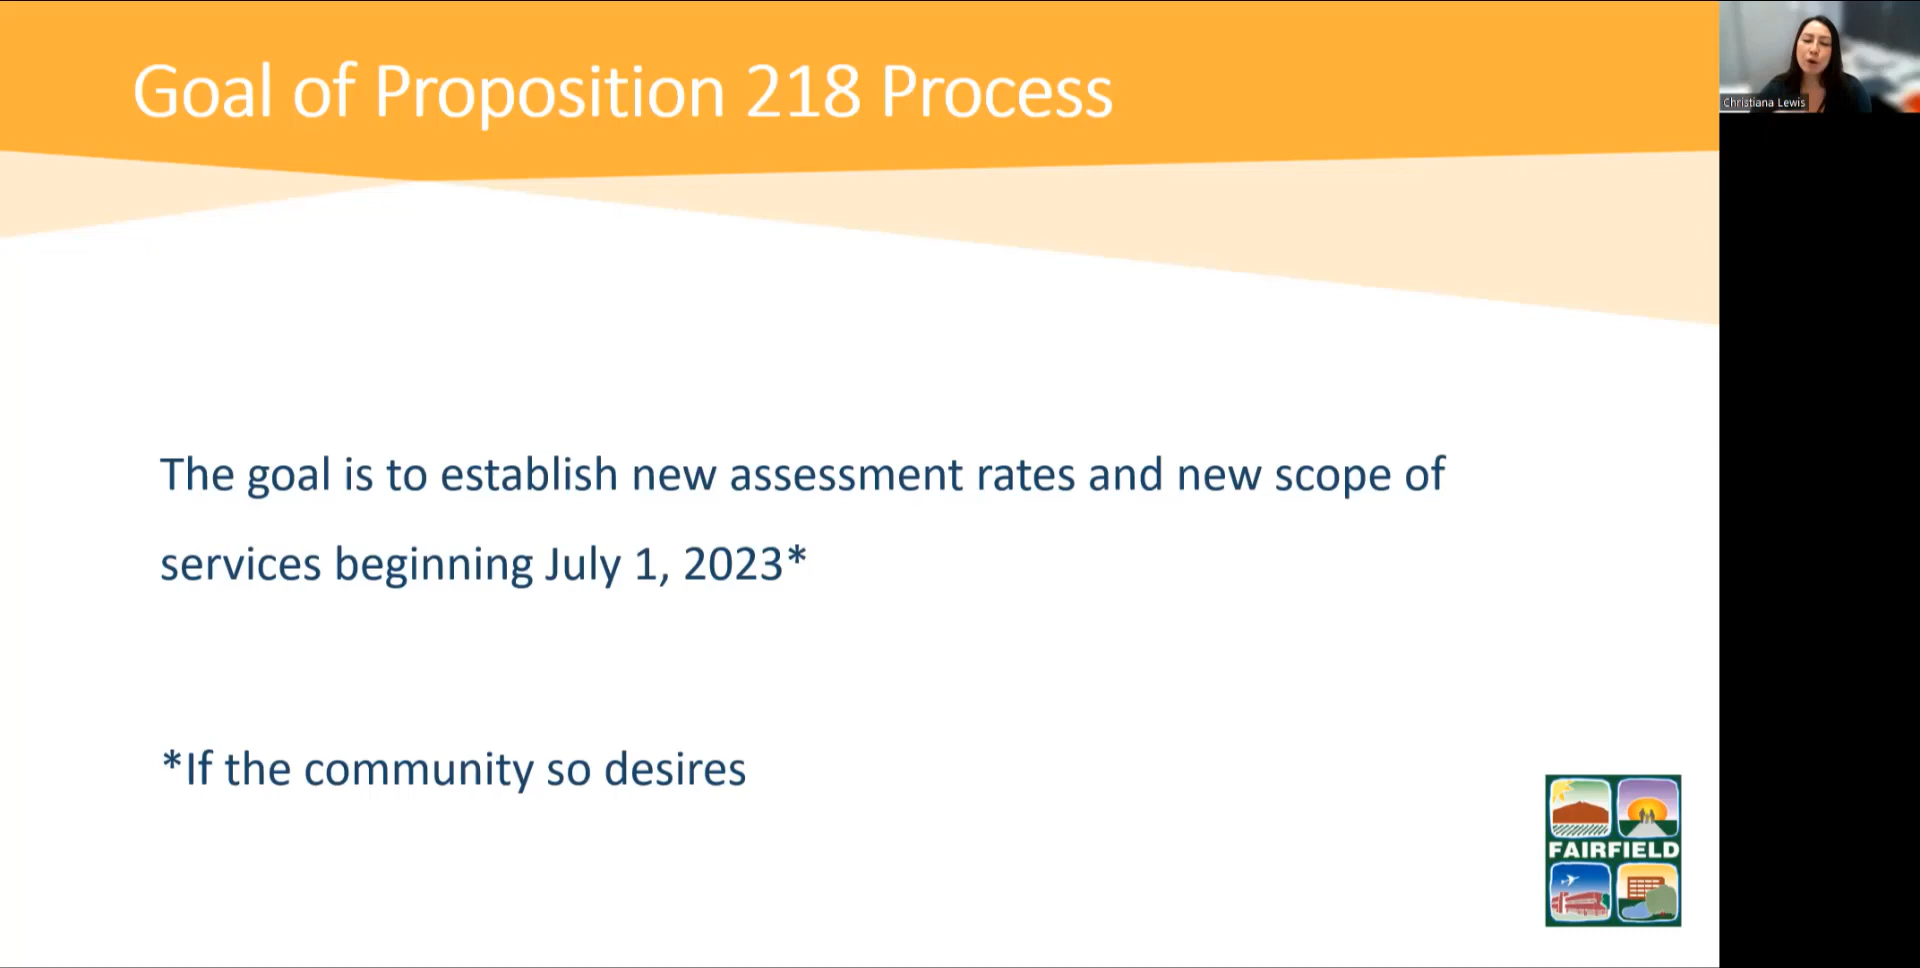 Goal of Proposition 218 Process
Christiana Lewis
The goal is to establish new assessment rates and new scope of
services beginning July 1, 2023*
*If the community so desires
FAIRFIELD